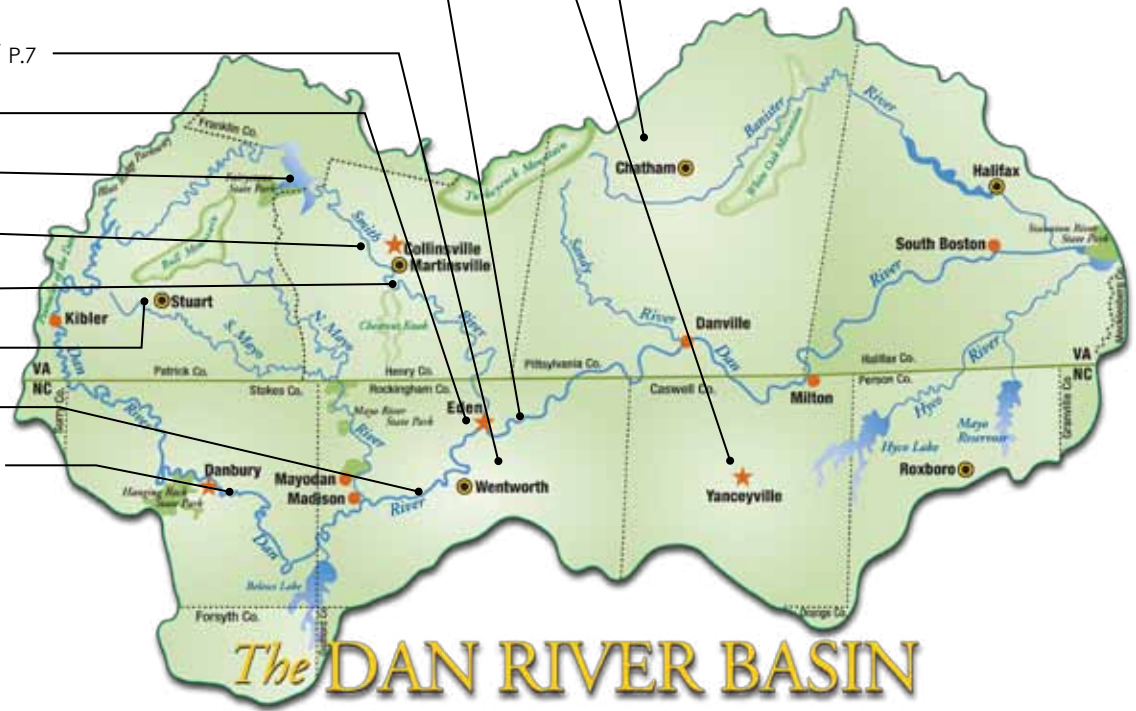 P.7
Franklin Co.
Blue Ridge Parkway
State Park
Bull Mountain
Smith
River
Collinsville
Martinsville
Turkeycock Mountain
Chatham
Banister
River
White Oak Mountain
Halifax
South Boston
River
Staunton River
State Park
Mecklenburg Co.
Stuart
Kibler
Dan
River
S. Mayo
N. Mayo
Sandy
River
Danville
Dan
VA
NC
Patrick Co.
Stokes Co.
Henry Co.
Rockingham Co.
Pittsylvania Co.
Caswell Co.
Halifax Co.
Person Co.
VA
NC
Surry Co.
Granville Co.
Mayo River
State Park
River
Eden
Milton
Hyco
River
Hyco Lake
Mayo
Reservoir
Roxboro
Danbury
Hanging Rock
State Park
Mayodan
Madison
River
Wentworth
Yanceyville
Dan
Belews Lake
Forsyth Co.
Orange Co.
The DAN RIVER BASIN